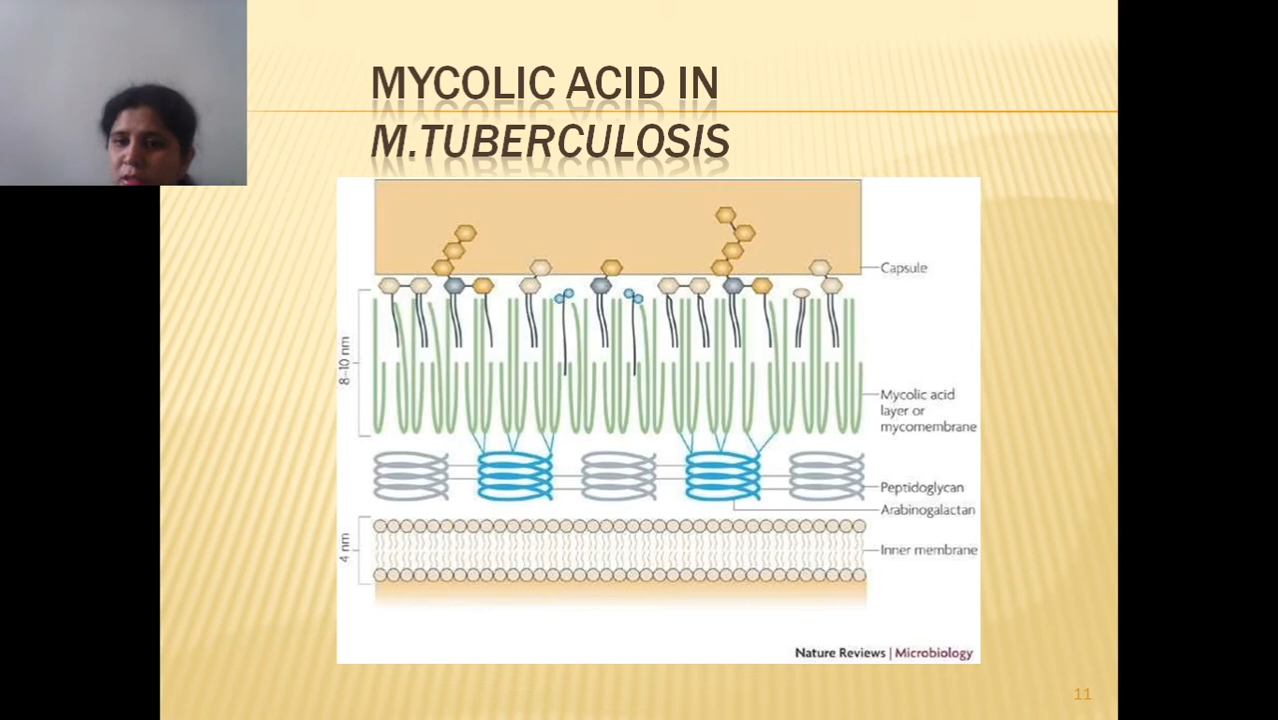 MYCOLIC ACID IN
M.TUBERCULOSIS
Capsule
8–10 nm
Mycolic acid
layer or
mycomembrane
Peptidoglycan
Arabinogalactan
4 nm
Inner membrane
Nature Reviews | Microbiology
11